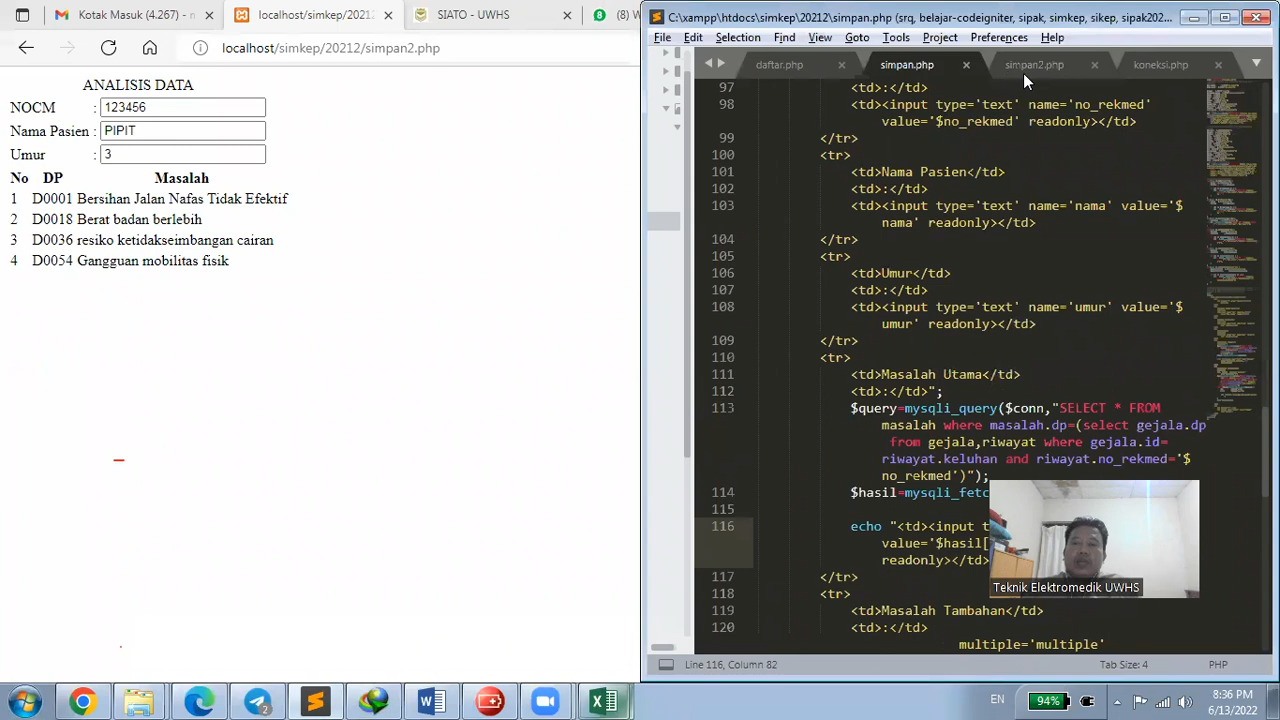 Kotak Masuk (4.267) - n
localhost/simkep/20212
SIATO - UWHS
(8) W
localhost/simkep/20212/simpan2.php
ANALISIS DATA
NOCM : 123456
Nama Pasien : PIPIT
Umur : 3
No DP Masalah
1 D0001 Bersihan Jalan Nafas Tidak Efektif
2 D0018 Berat badan berlebih
3 D0036 resiko ketidakseimbangan cairan
4 D0054 Gangguan mobilitas fisik
C:\xampp\htdocs\simkep\20212\simpan.php (srq, belajar-codeigniter, sipak, simkep, sikep, sipak202...
File Edit Selection Find View Goto Tools Project Preferences Help
daftar.php simpan.php simpan2.php koneksi.php
97 <td>:</td>
98 <td><input type='text' name='no_rekmed'
value='$no_rekmed' readonly></td>
99 </tr>
100 <tr>
101 <td>Nama Pasien</td>
102 <td>:</td>
103 <td><input type='text' name='nama' value='$
nama' readonly></td>
104 </tr>
105 <tr>
106 <td>Umur</td>
107 <td>:</td>
108 <td><input type='text' name='umur' value='$
umur' readonly></td>
109 </tr>
110 <tr>
111 <td>Masalah Utama</td>
112 <td>:</td>";
113 $query=mysqli_query($conn,"SELECT * FROM
masalah where masalah.dp=(select gejala.dp
from gejala,riwayat where gejala.id=
riwayat.keluhan and riwayat.no_rekmed='$
no_rekmed')");
114 $hasil=mysqli_fetc
115
116 echo "<td><input t
value='$hasil[
readonly></td>
117 </tr>
118 <tr>
119 <td>Masalah Tambahan</td>
120 <td>:</td>
multiple='multiple'
Teknik Elektromedik UWHS
Line 116, Column 82
Tab Size: 4
PHP
EN
94%
8:36 PM
6/13/2022